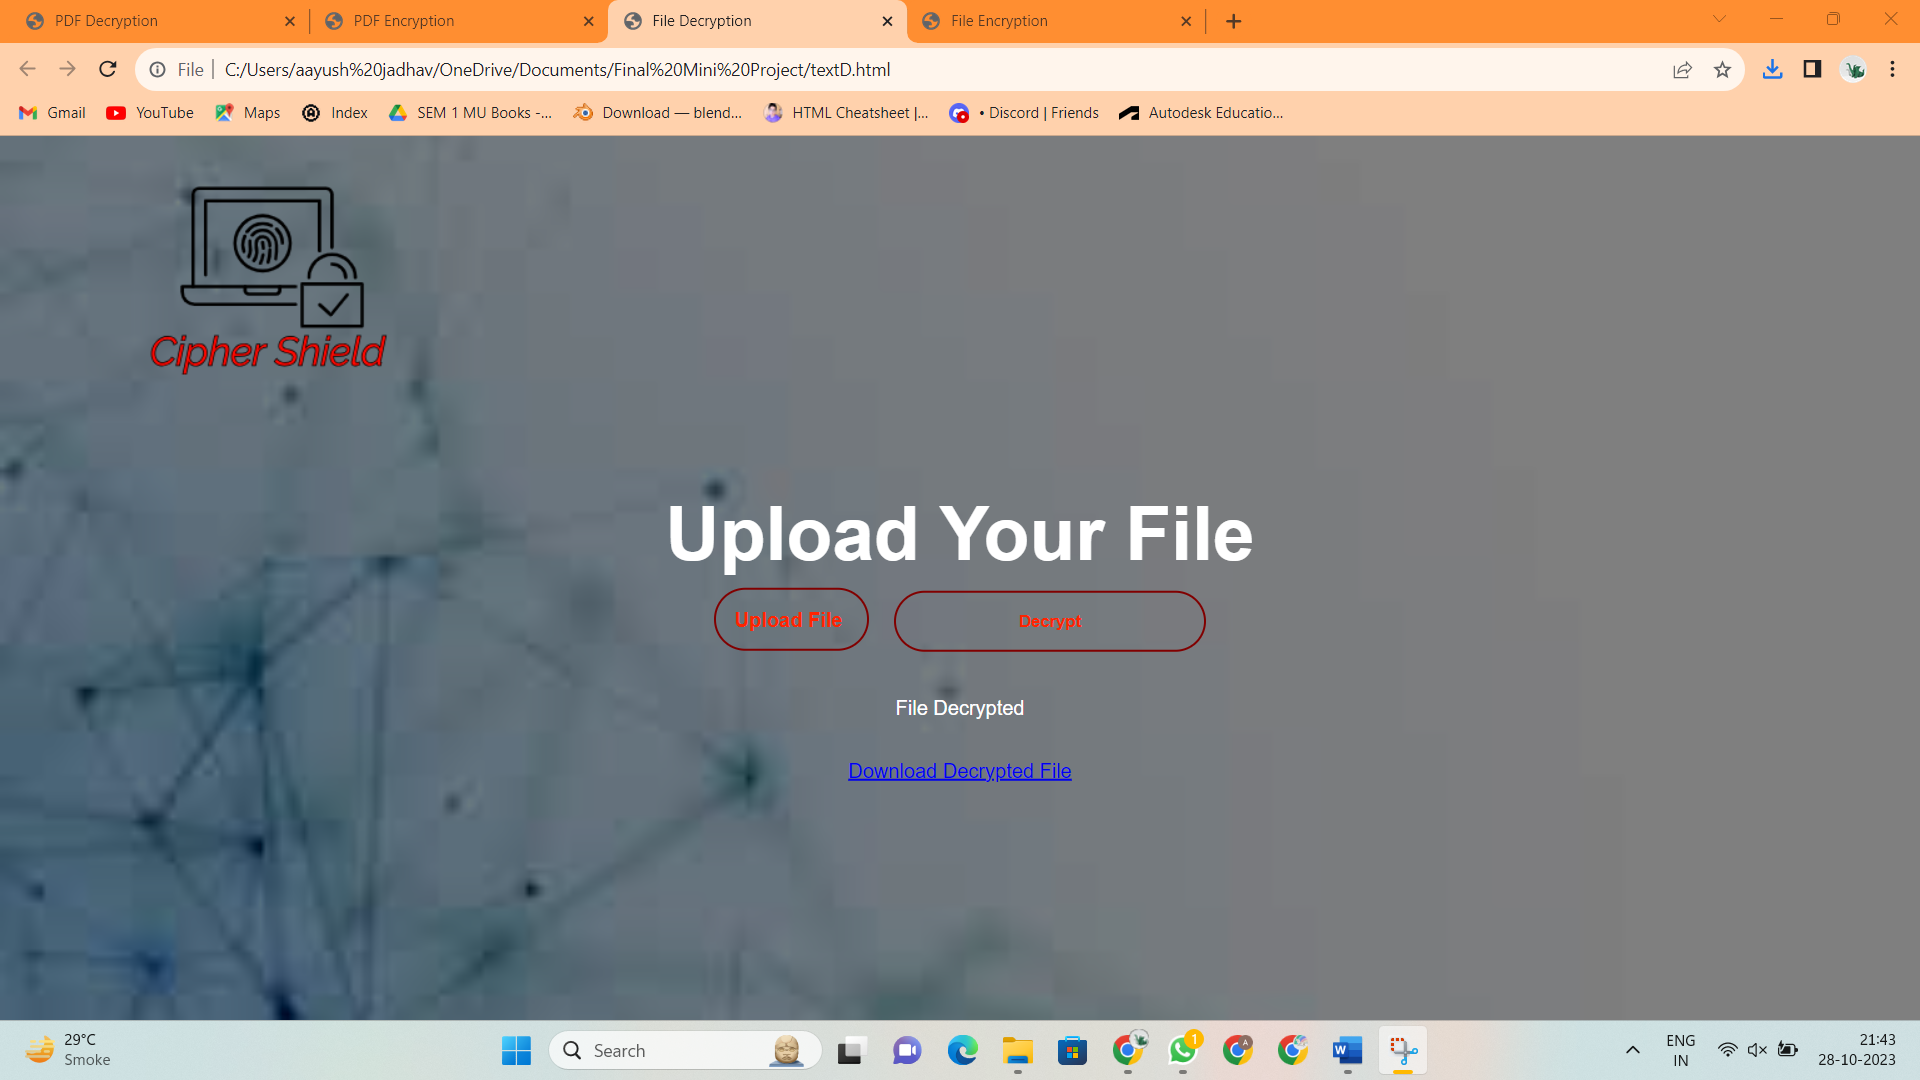 PDF Decryption
PDF Encryption
File Decryption
File Encryption
File
C:/Users/aayush%20jadhav/OneDrive/Documents/Final%20Mini%20Project/textD.html
Gmail
YouTube
Maps
Index
SEM 1 MU Books -...
Download — blend...
HTML Cheatsheet |...
• Discord | Friends
Autodesk Educatio...
Cipher Shield
Upload Your File
Upload File
Decrypt
File Decrypted
Download Decrypted File
29°C
Smoke
Search
A
1
W
ENG
IN
21:43
28-10-2023